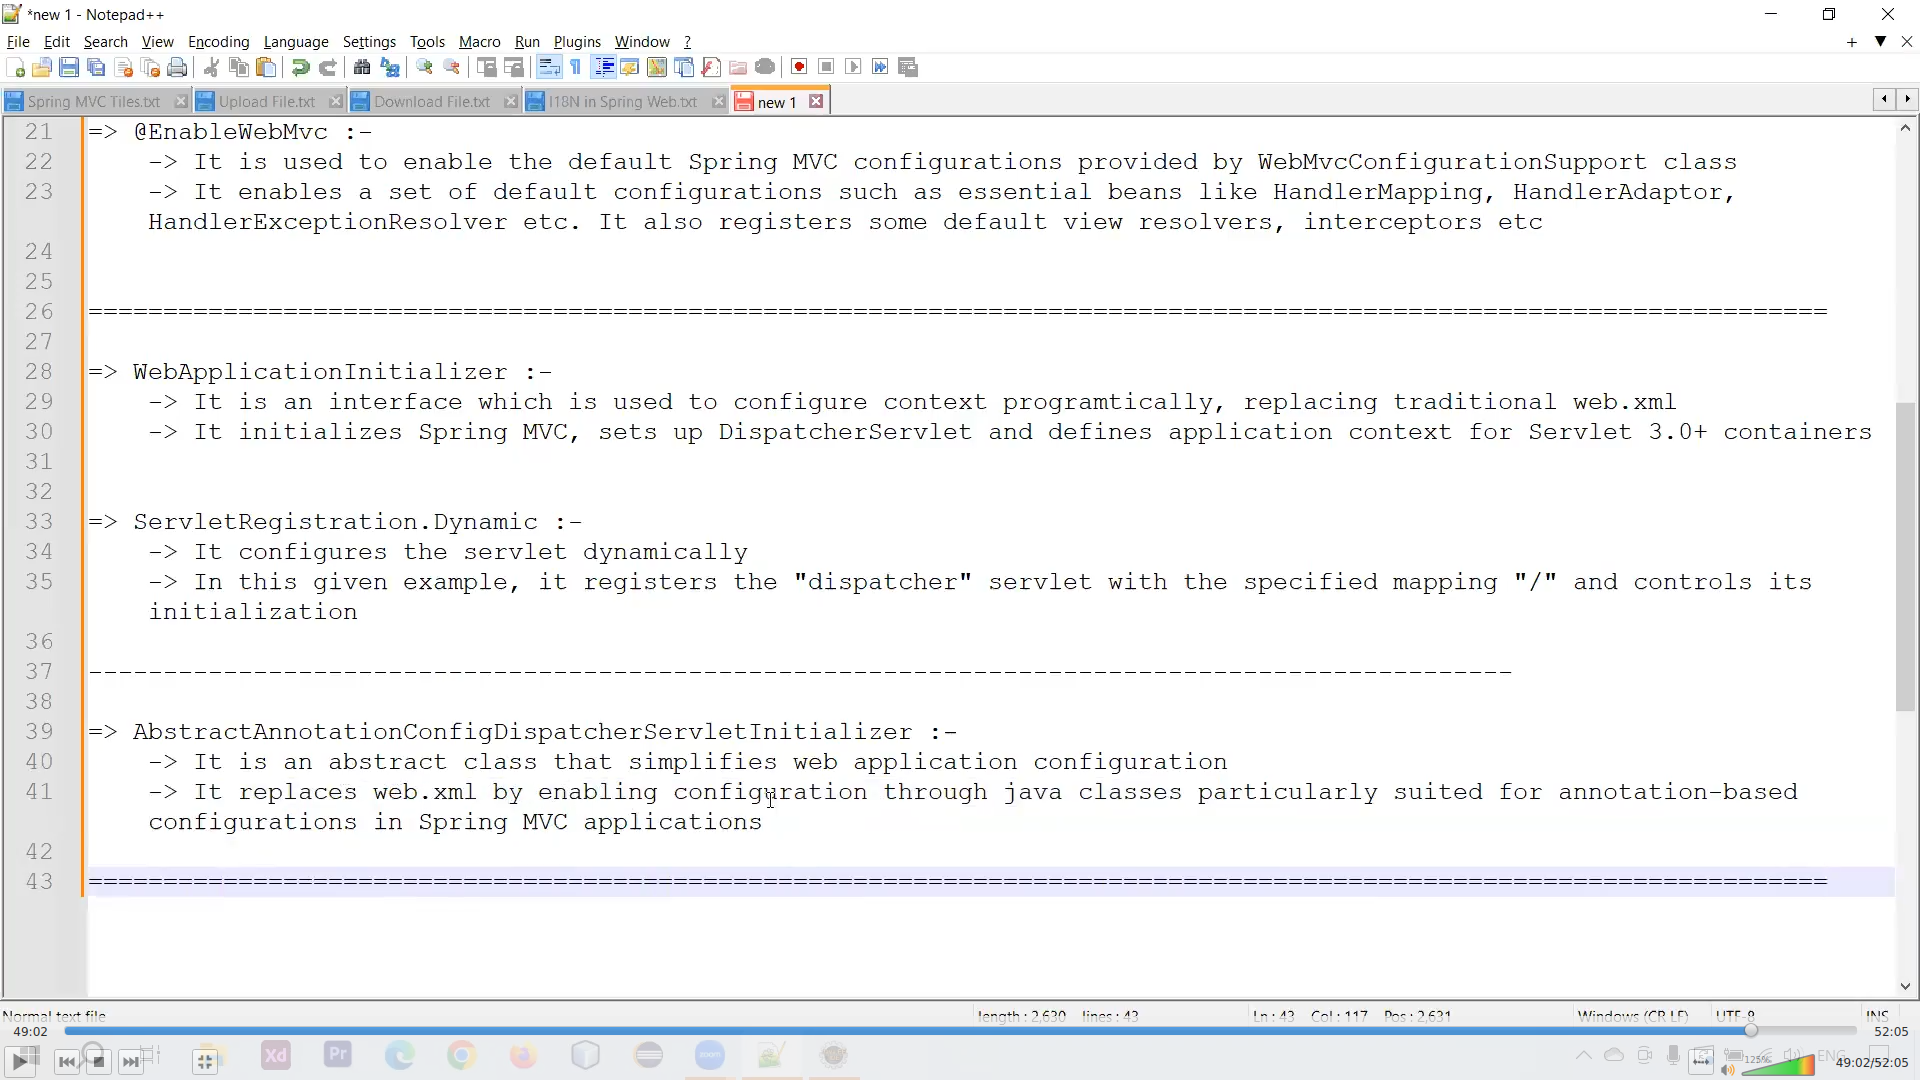 *new 1 - Notepad++
File Edit Search View Encoding Language Settings Tools Macro Run Plugins Window ?
Spring MVC Tiles.txt Upload File.txt Download File.txt I18N in Spring Web.txt new 1
21 => @EnableWebMvc :-
22 -> It is used to enable the default Spring MVC configurations provided by WebMvcConfigurationSupport class
23 -> It enables a set of default configurations such as essential beans like HandlerMapping, HandlerAdaptor,
HandlerExceptionResolver etc. It also registers some default view resolvers, interceptors etc
24
25
26 ====================================================================================================================
27
28 => WebApplicationInitializer :-
29 -> It is an interface which is used to configure context programtically, replacing traditional web.xml
30 -> It initializes Spring MVC, sets up DispatcherServlet and defines application context for Servlet 3.0+ containers
31
32
33 => ServletRegistration.Dynamic :-
34 -> It configures the servlet dynamically
35 -> In this given example, it registers the "dispatcher" servlet with the specified mapping "/" and controls its
initialization
36
37 -----------------------------------------------------------------------------------------------
38
39 => AbstractAnnotationConfigDispatcherServletInitializer :-
40 -> It is an abstract class that simplifies web application configuration
41 -> It replaces web.xml by enabling configuration through java classes particularly suited for annotation-based
configurations in Spring MVC applications
42
43 ====================================================================================================================
Normal text file length : 2,630 lines : 43 Ln : 43 Col : 117 Pos : 2,631 Windows (CR LF) UTF-8 INS
49:02 52:05
Xd Pr zoom 125% ENG 49:02/52:05